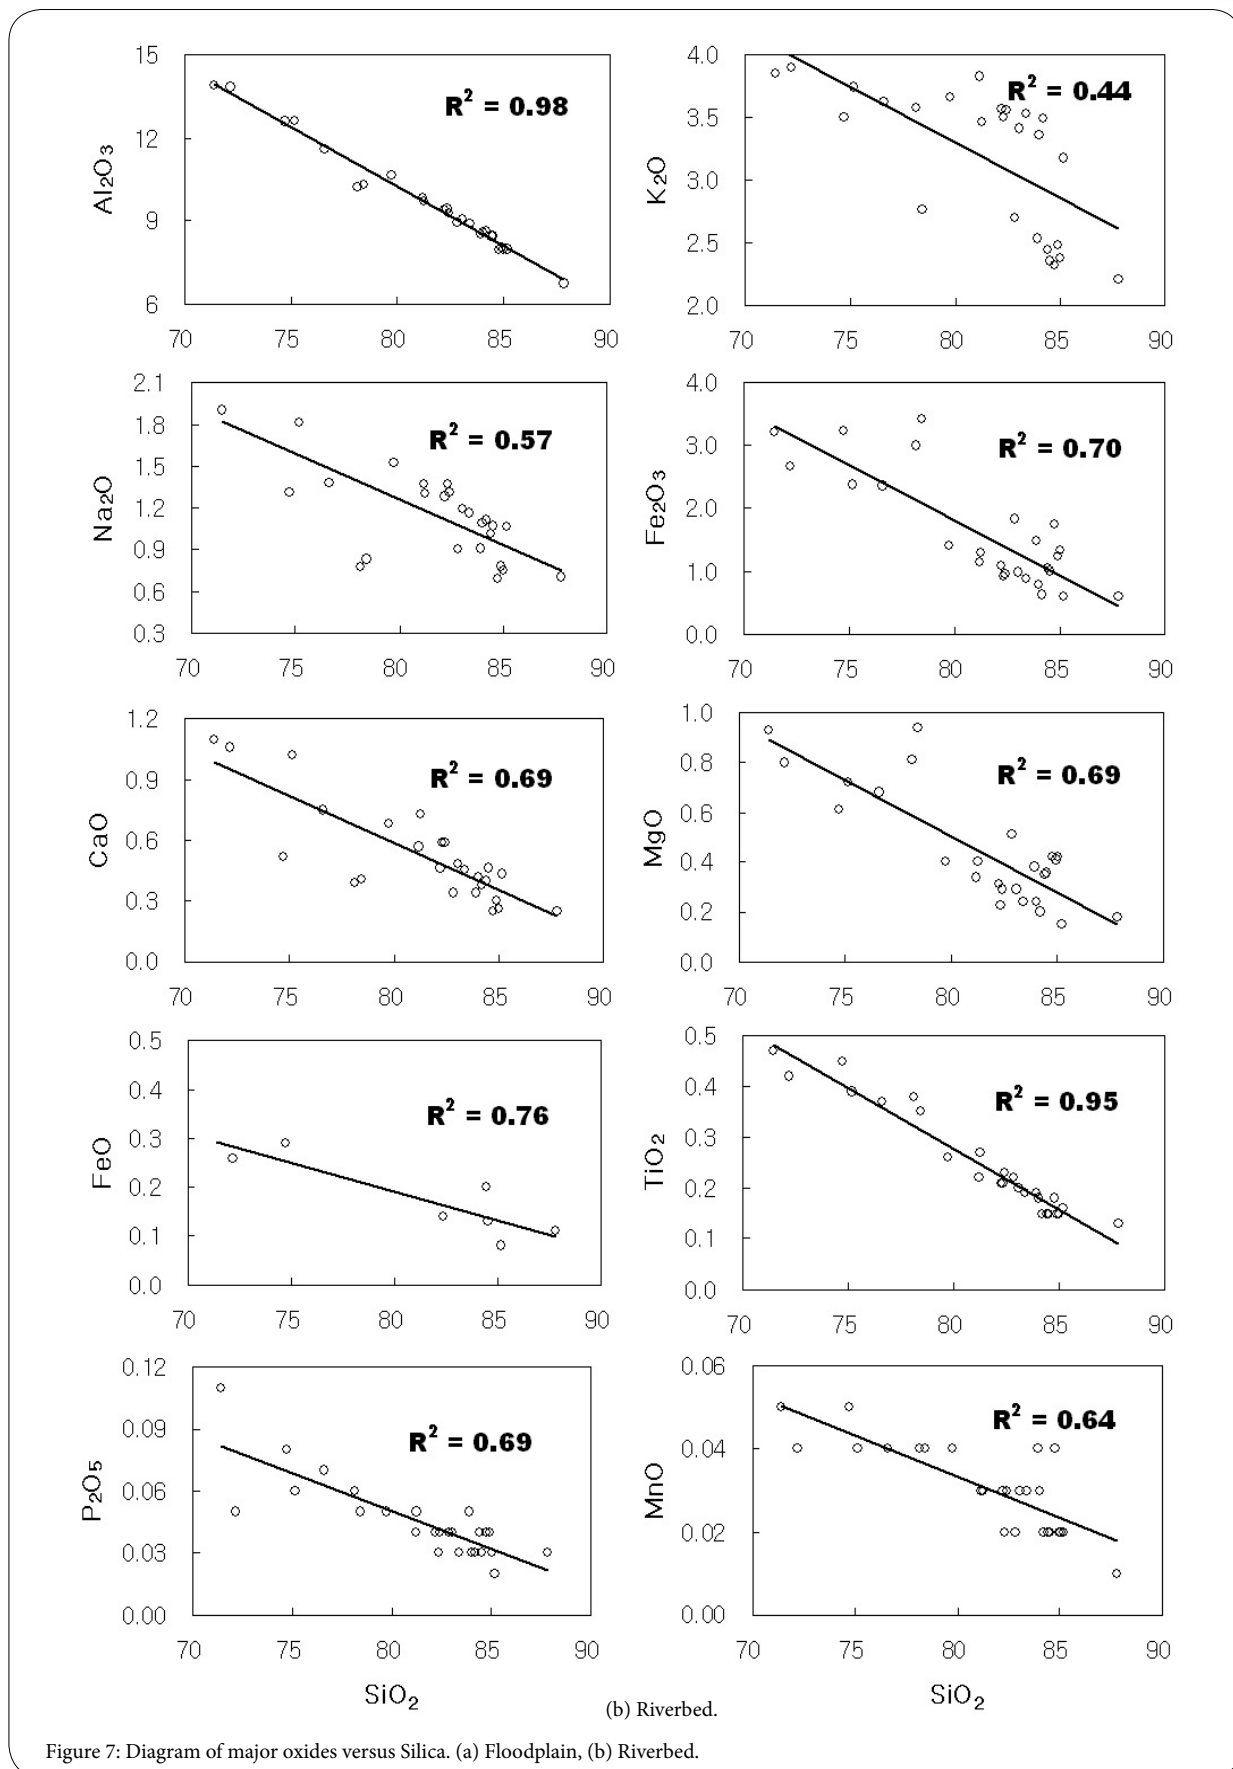 15
12
9
6
Al₂O₃
R² = 0.98
70 75 80 85 90
4.0
3.5
3.0
2.5
2.0
K₂O
R² = 0.44
70 75 80 85 90
2.1
1.8
1.5
1.2
0.9
0.6
0.3
Na₂O
R² = 0.57
70 75 80 85 90
4.0
3.0
2.0
1.0
0.0
Fe₂O₃
R² = 0.70
70 75 80 85 90
1.2
0.9
0.6
0.3
0.0
CaO
R² = 0.69
70 75 80 85 90
1.0
0.8
0.6
0.4
0.2
0.0
MgO
R² = 0.69
70 75 80 85 90
0.5
0.4
0.3
0.2
0.1
0.0
FeO
R² = 0.76
70 75 80 85 90
0.5
0.4
0.3
0.2
0.1
0.0
TiO₂
R² = 0.95
70 75 80 85 90
0.12
0.09
0.06
0.03
0.00
P₂O₅
R² = 0.69
70 75 80 85 90
SiO₂
0.06
0.04
0.02
0.00
MnO
R² = 0.64
70 75 80 85 90
SiO₂
(b) Riverbed.
Figure 7: Diagram of major oxides versus Silica. (a) Floodplain, (b) Riverbed.